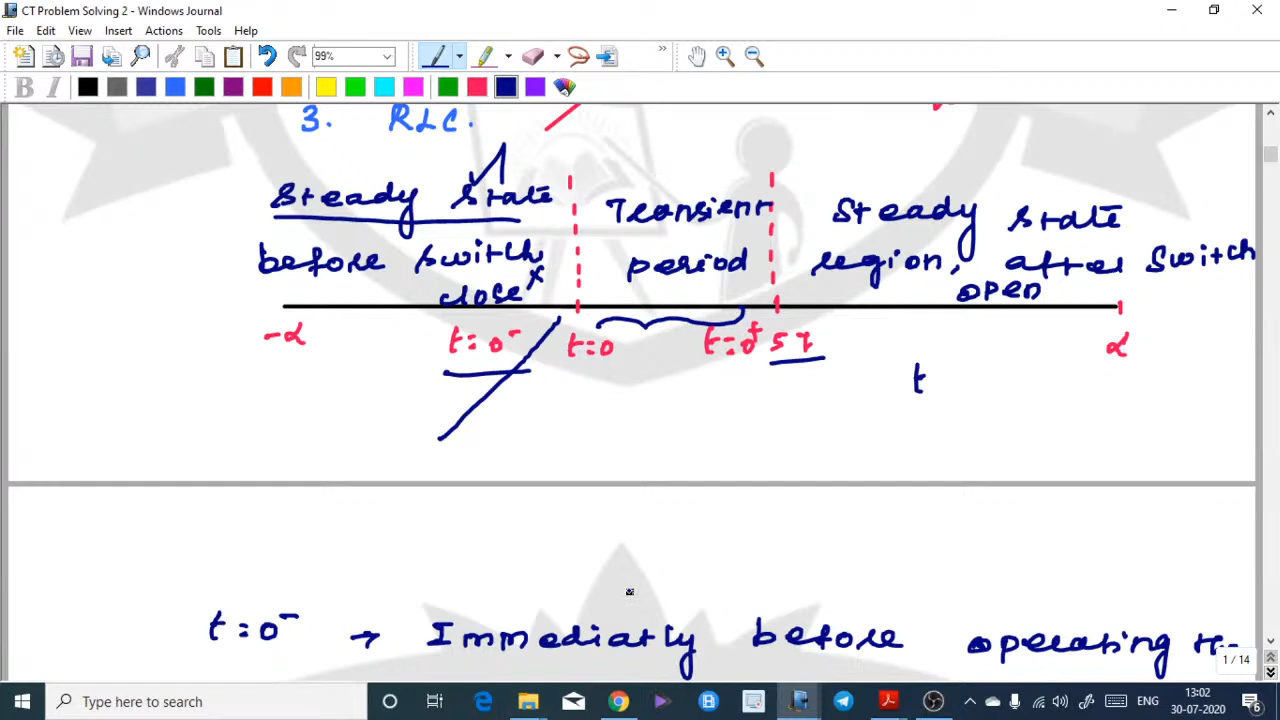 CT Problem Solving 2 - Windows Journal
File Edit View Insert Actions Tools Help
99%
B I
3. RLC.
Steady state Transient Steady state
before switch period region, after switch
close open
-α t=0⁻ t=0 t=0⁺ 5 τ α
t
t=0⁻ → Immediatly before operating
1 / 14
Type here to search
ENG 13:02
30-07-2020
6